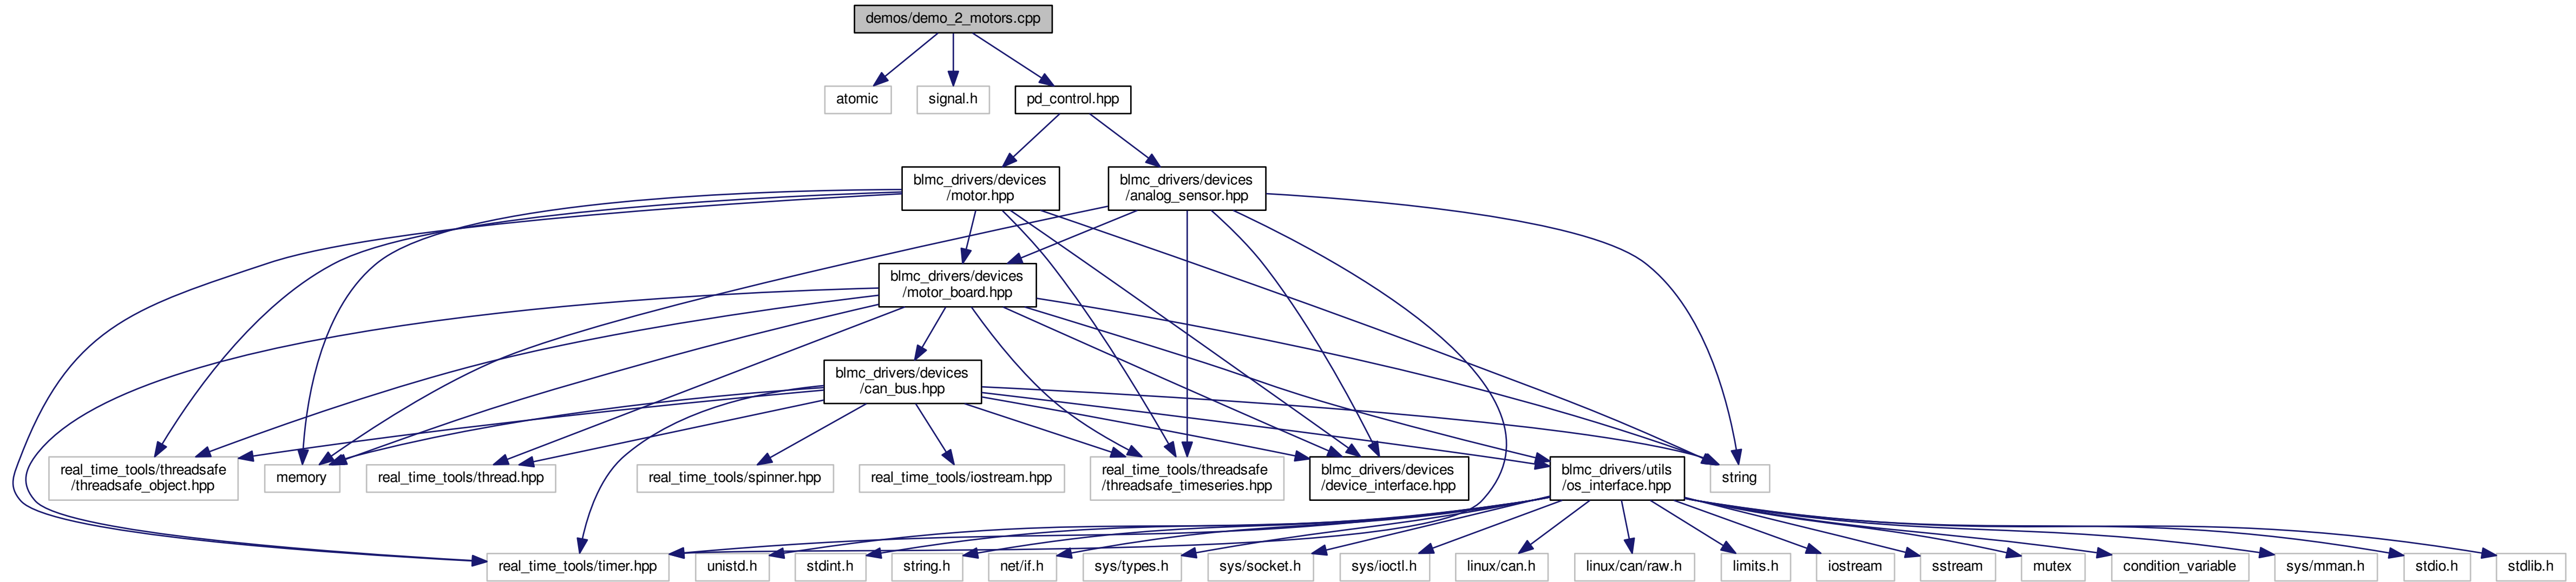 demos/demo_2_motors.cpp
atomic
signal.h
pd_control.hpp
blmc_drivers/devices
/motor.hpp
blmc_drivers/devices
/analog_sensor.hpp
blmc_drivers/devices
/motor_board.hpp
blmc_drivers/devices
/can_bus.hpp
real_time_tools/threadsafe
/threadsafe_object.hpp
memory
real_time_tools/thread.hpp
real_time_tools/spinner.hpp
real_time_tools/iostream.hpp
real_time_tools/threadsafe
/threadsafe_timeseries.hpp
blmc_drivers/devices
/device_interface.hpp
blmc_drivers/utils
/os_interface.hpp
string
real_time_tools/timer.hpp
unistd.h
stdint.h
string.h
net/if.h
sys/types.h
sys/socket.h
sys/ioctl.h
linux/can.h
linux/can/raw.h
limits.h
iostream
sstream
mutex
condition_variable
sys/mman.h
stdio.h
stdlib.h